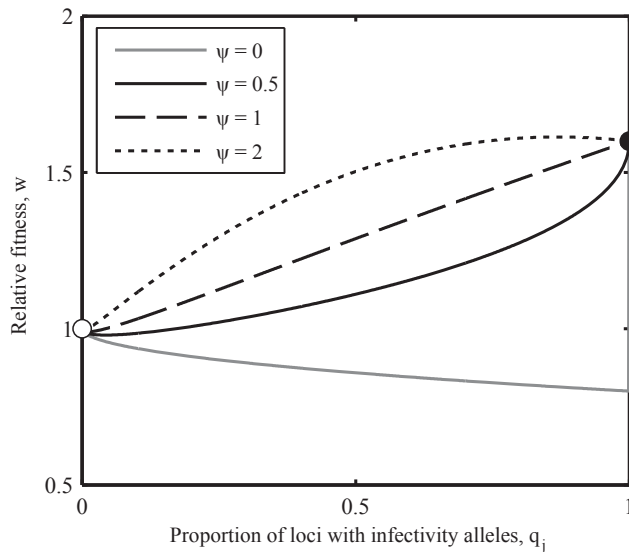 2
ψ = 0
ψ = 0.5
ψ = 1
ψ = 2
1.5
1
0.5
0
0.5
1
Relative fitness, w
Proportion of loci with infectivity alleles, q_j